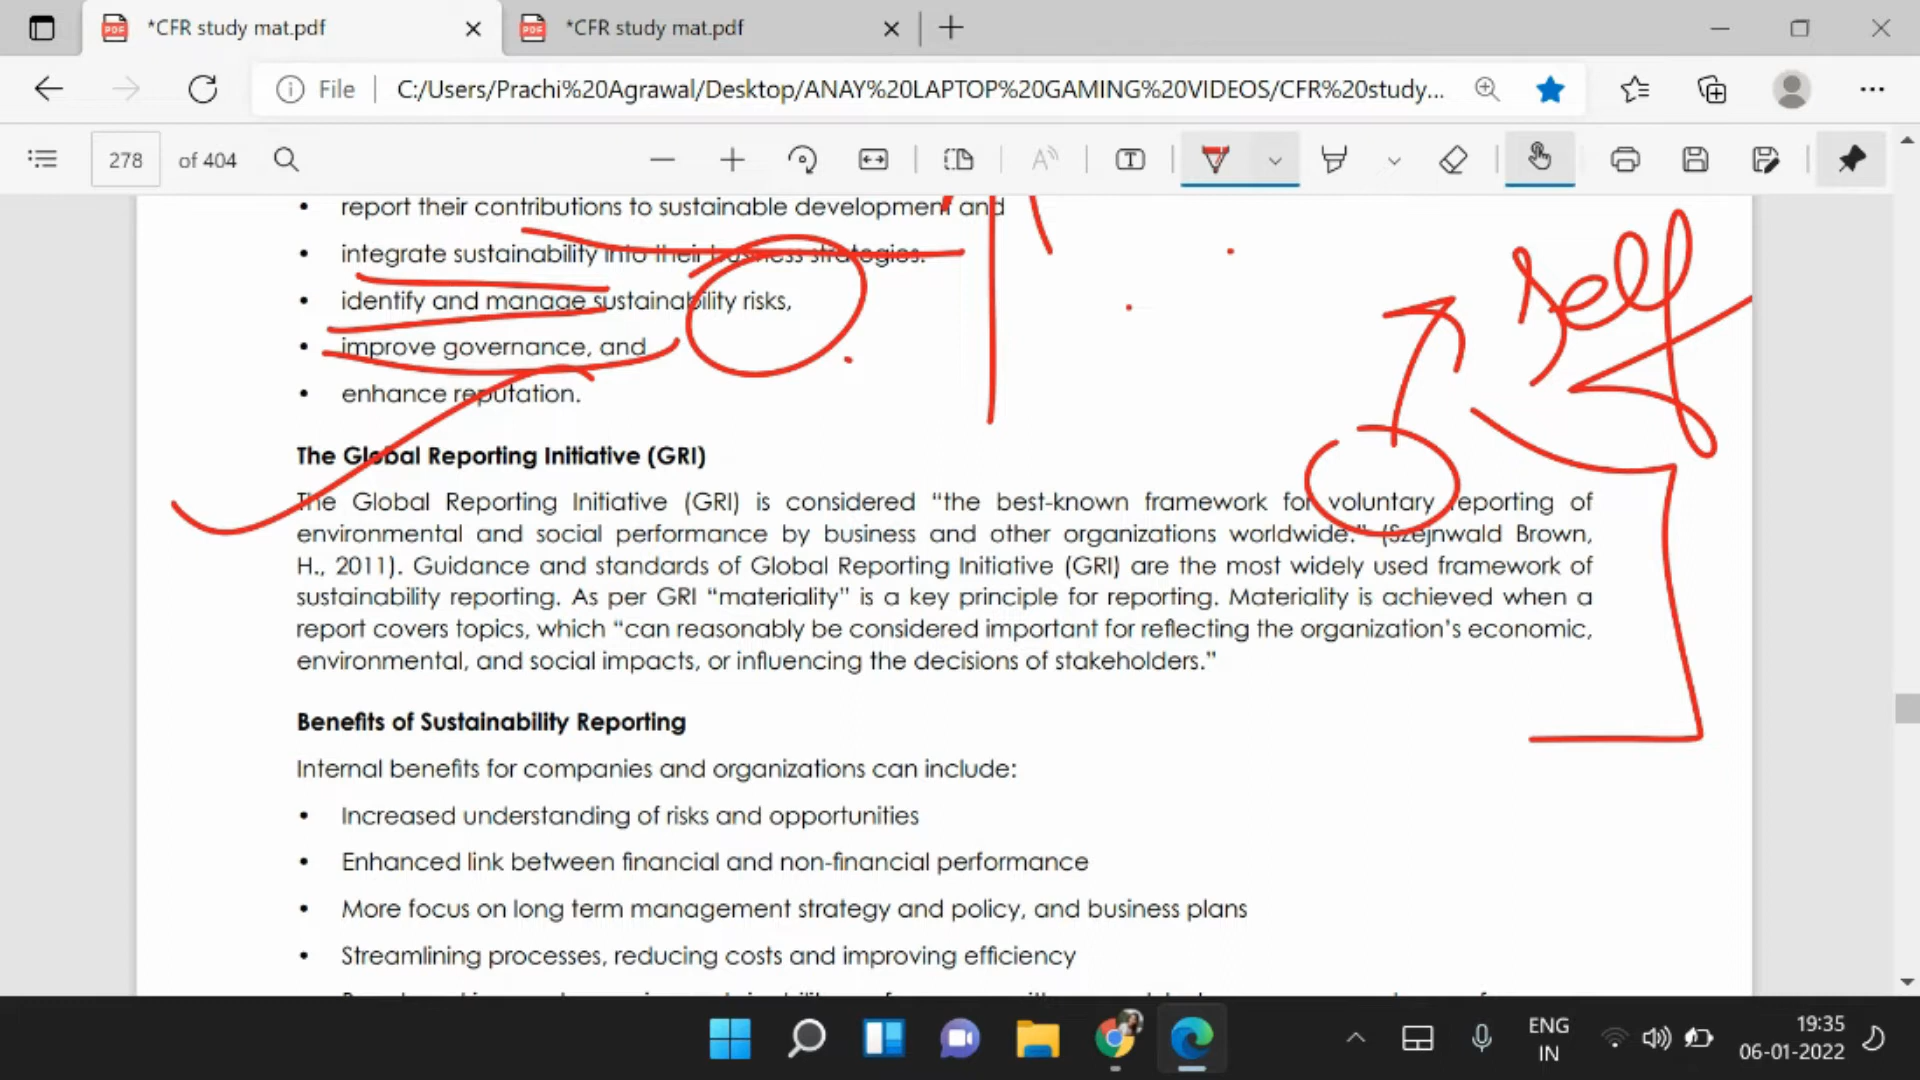 *CFR study mat.pdf
*CFR study mat.pdf
File
C:/Users/Prachi%20Agrawal/Desktop/ANAY%20LAPTOP%20GAMING%20VIDEOS/CFR%20study...
278 of 404
• report their contributions to sustainable development and
• integrate sustainability into their business strategies.
• identify and manage sustainability risks,
• improve governance, and
• enhance reputation.
self
The Global Reporting Initiative (GRI)
The Global Reporting Initiative (GRI) is considered “the best-known framework for voluntary reporting of
environmental and social performance by business and other organizations worldwide.” (Szejnwald Brown,
H., 2011). Guidance and standards of Global Reporting Initiative (GRI) are the most widely used framework of
sustainability reporting. As per GRI “materiality” is a key principle for reporting. Materiality is achieved when a
report covers topics, which “can reasonably be considered important for reflecting the organization’s economic,
environmental, and social impacts, or influencing the decisions of stakeholders.”
Benefits of Sustainability Reporting
Internal benefits for companies and organizations can include:
• Increased understanding of risks and opportunities
• Enhanced link between financial and non-financial performance
• More focus on long term management strategy and policy, and business plans
• Streamlining processes, reducing costs and improving efficiency
ENG
IN
19:35
06-01-2022